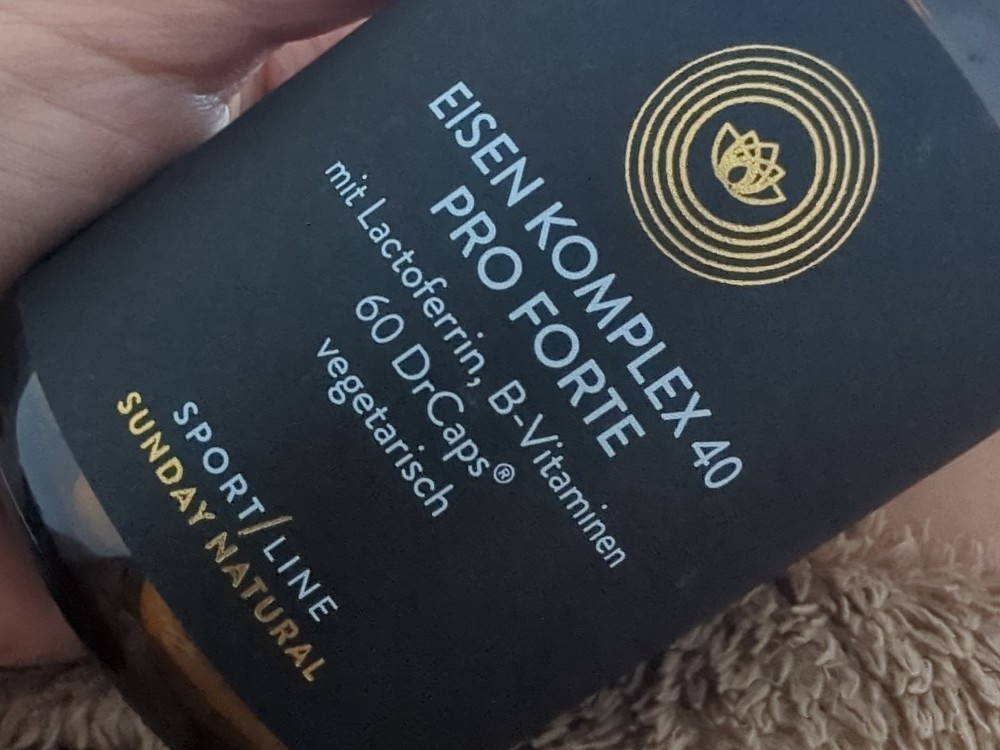 EISEN KOMPLEX 40
PRO FORTE
mit Lactoferrin, B-Vitaminen
60 DrCaps®
vegetarisch
SPORT/LINE
SUNDAY NATURAL